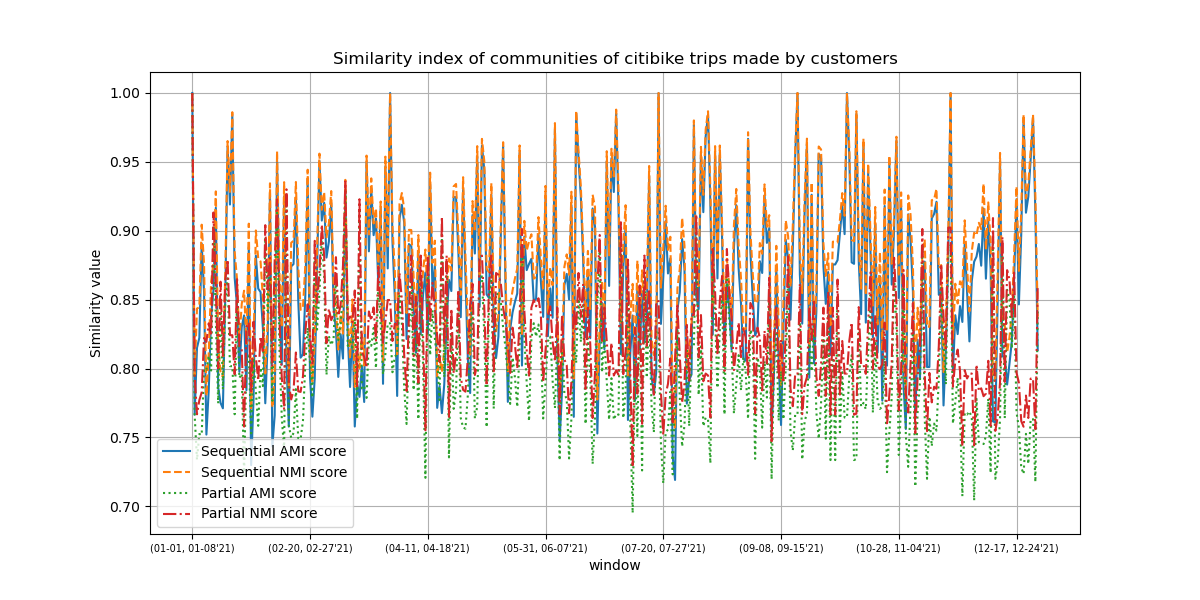 Similarity index of communities of citibike trips made by customers
1.00
0.95
0.90
0.85
0.80
0.75
0.70
Similarity value
Sequential AMI score
Sequential NMI score
Partial AMI score
Partial NMI score
(01-01, 01-08'21)
(02-20, 02-27'21)
(04-11, 04-18'21)
(05-31, 06-07'21)
(07-20, 07-27'21)
(09-08, 09-15'21)
(10-28, 11-04'21)
(12-17, 12-24'21)
window